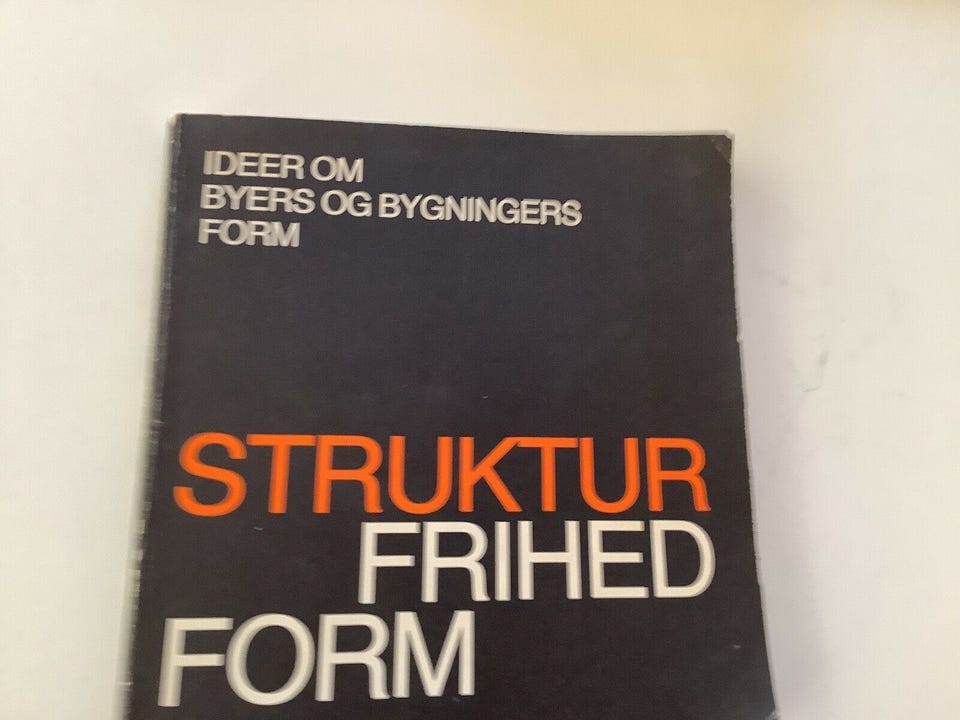 IDEER OM
BYERS OG BYGNINGERS
FORM
STRUKTUR
FRIHED
FORM